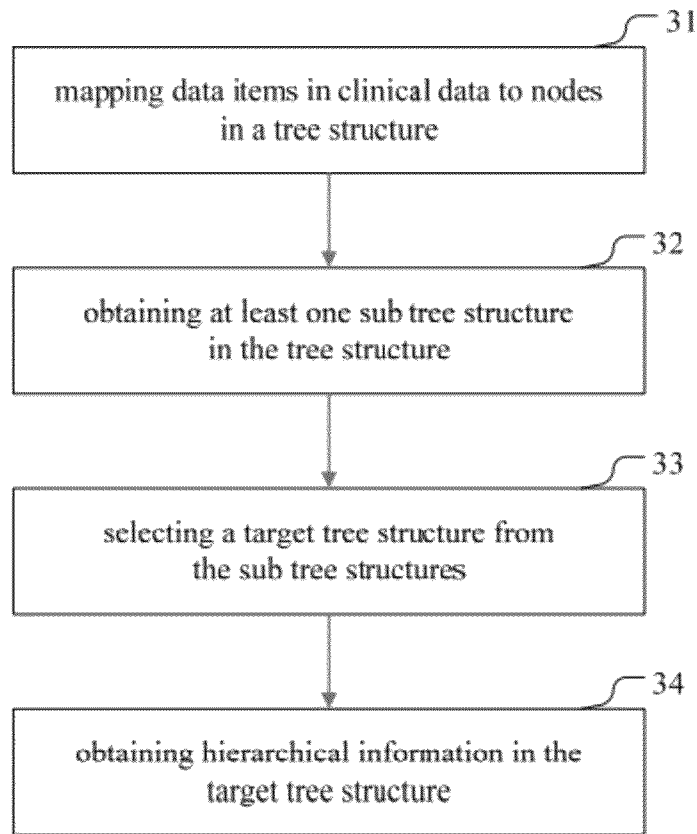 31
mapping data items in clinical data to nodes
in a tree structure
32
obtaining at least one sub tree structure
in the tree structure
33
selecting a target tree structure from
the sub tree structures
34
obtaining hierarchical information in the
target tree structure